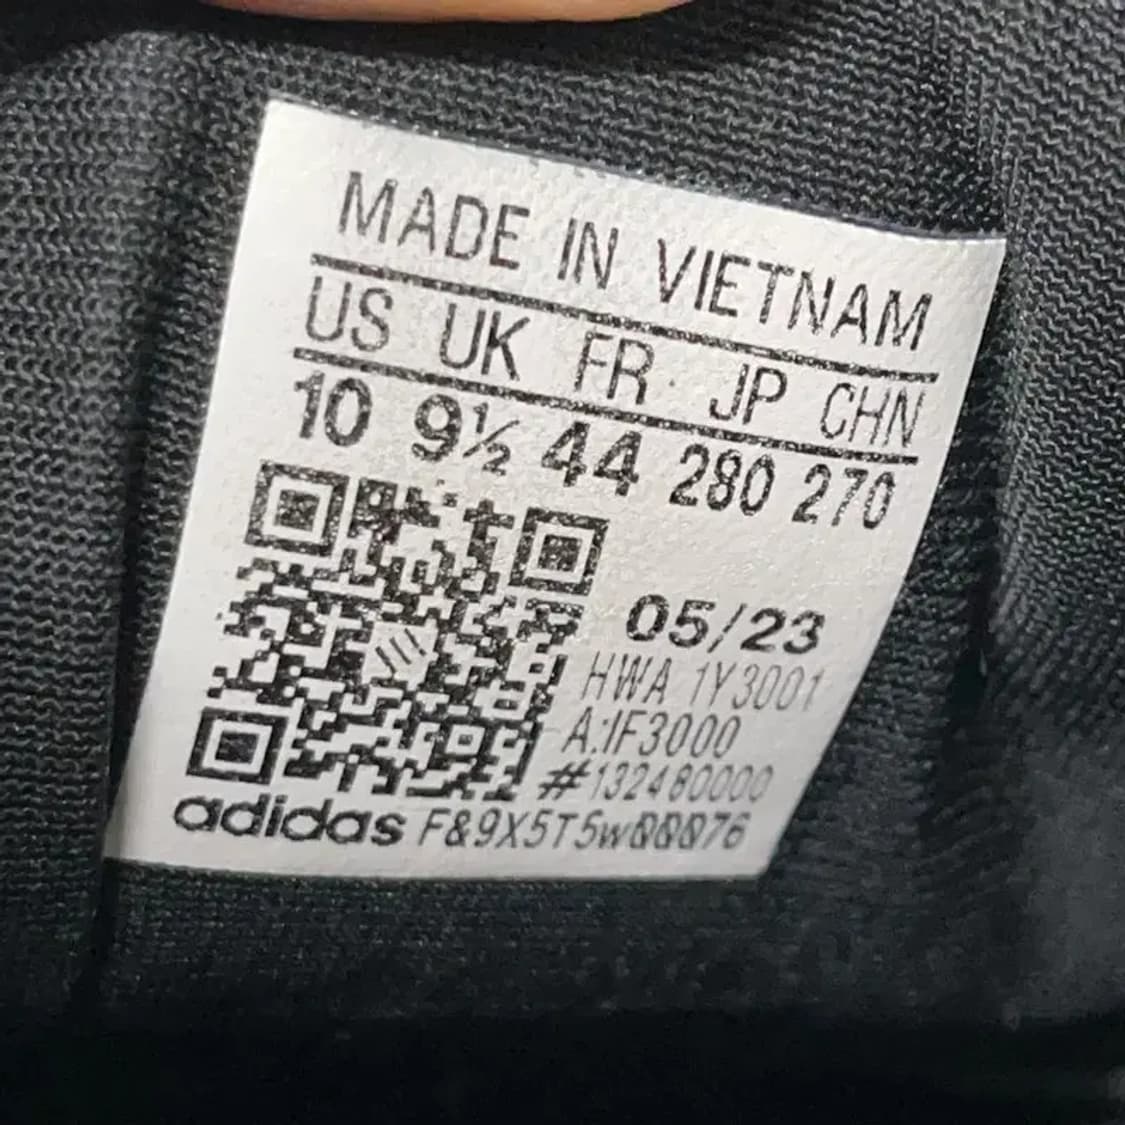 MADE IN VIETNAM
US UK FR JP CHN
10 9½ 44 280 270
05/23
HWA 1Y3001
A:IF3000
#132480000
adidas F&9X5T5w00076